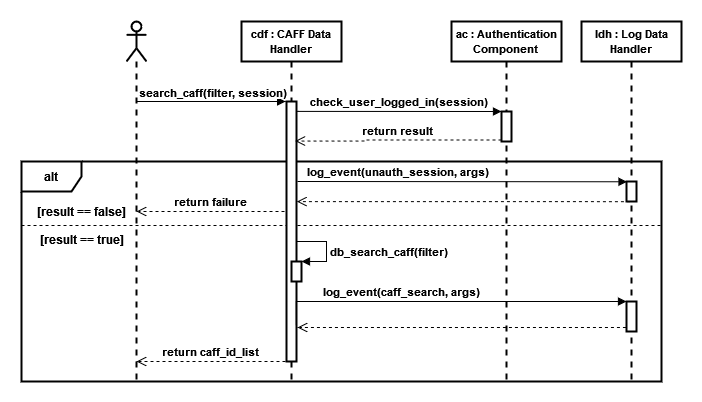 cdf : CAFF Data
Handler
ac : Authentication
Component
ldh : Log Data
Handler
search_caff(filter, session)
check_user_logged_in(session)
return result
alt
log_event(unauth_session, args)
return failure
[result == false]
[result == true]
db_search_caff(filter)
log_event(caff_search, args)
return caff_id_list